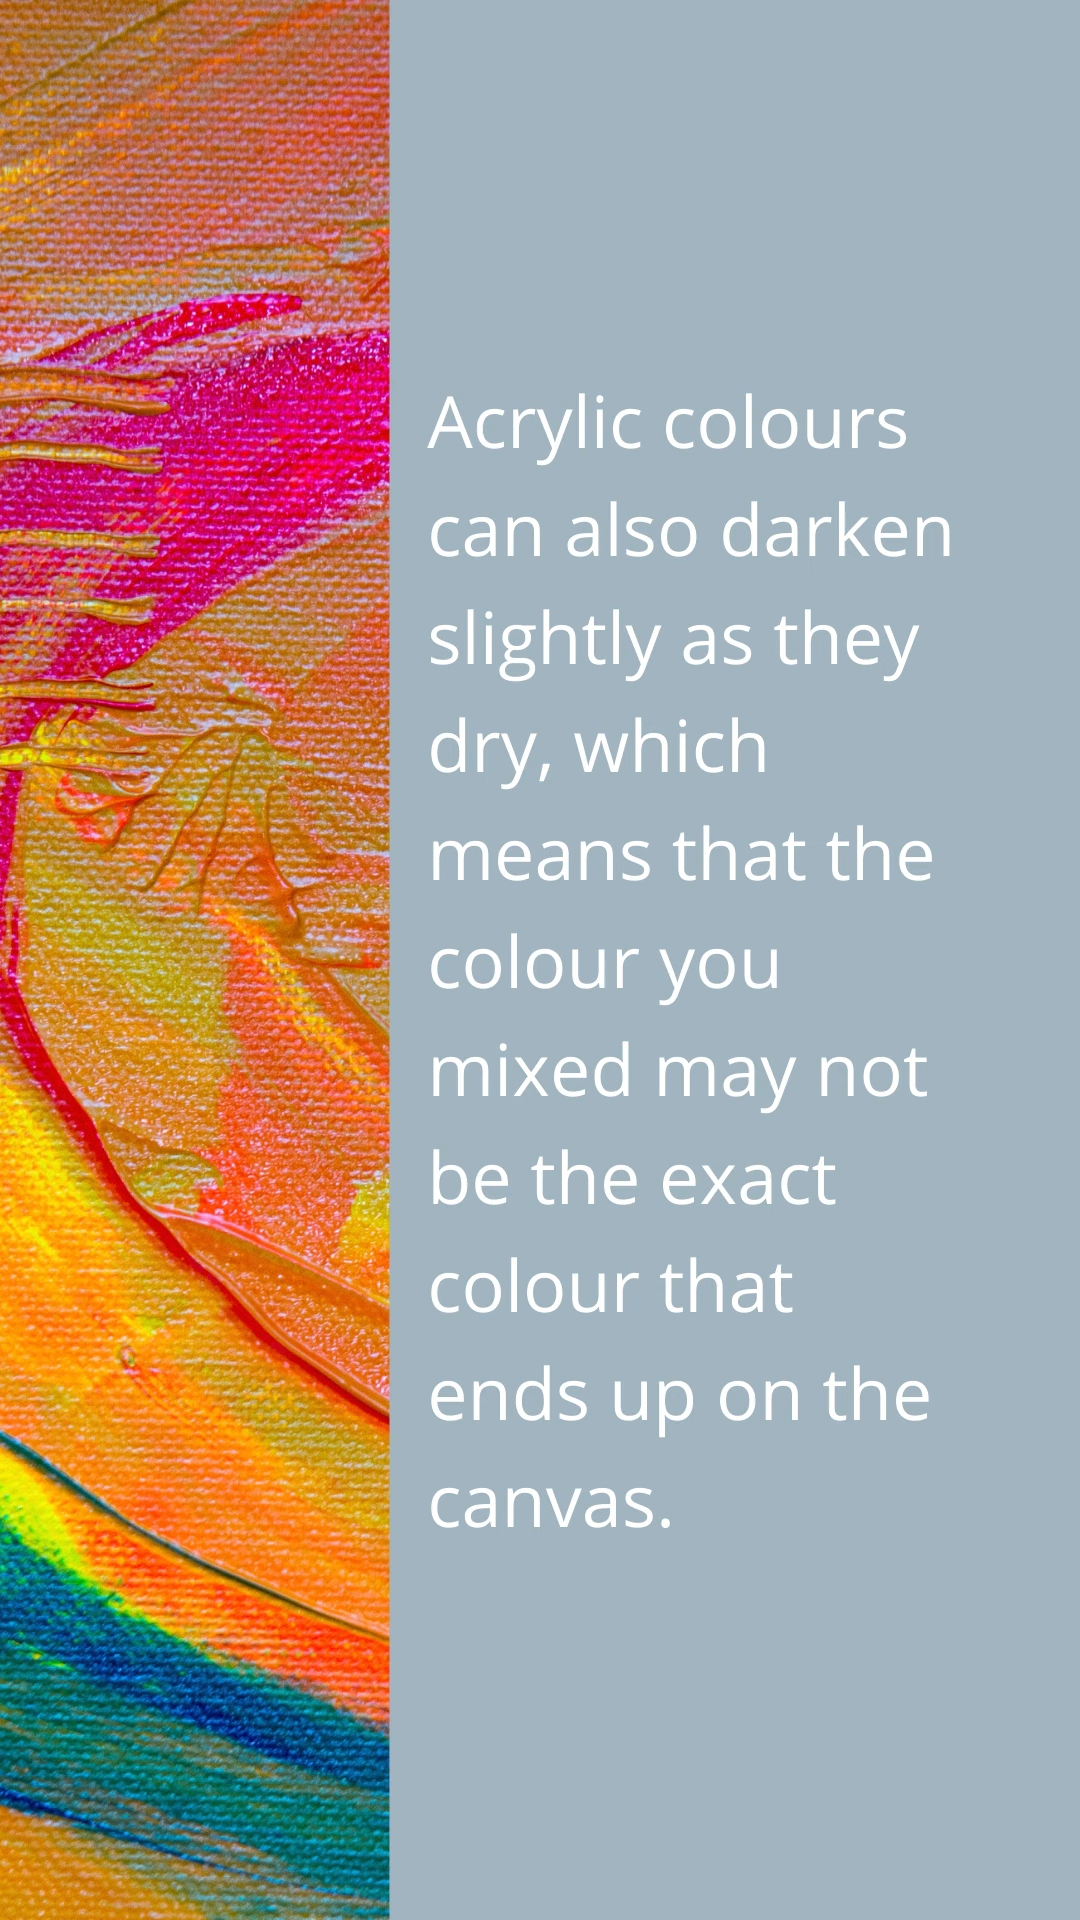 Acrylic colours
can also darken
slightly as they
dry, which
means that the
colour you
mixed may not
be the exact
colour that
ends up on the
canvas.